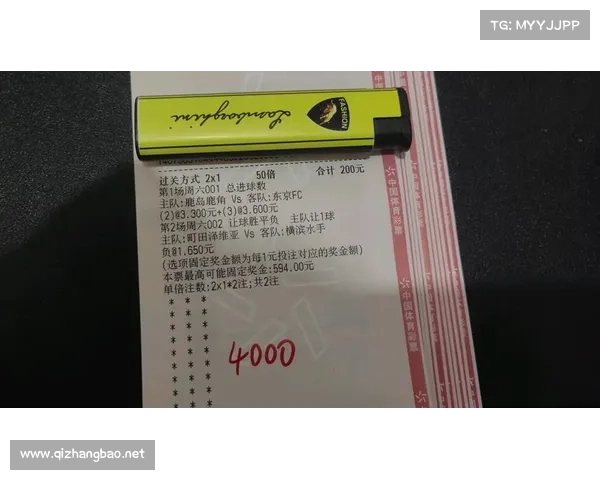 TG: MYYJJPP
Lamborghini
FASHION
过关方式 2x1 50倍 合计 200元
第1场周六001 总进球数
主队:鹿岛鹿角 Vs 客队:东京FC
(2)@3.300元+(3)@3.600元
第2场周六002 让球胜平负 主队让1球
主队:町田泽维亚 Vs 客队:横滨水手
负@1.650元
(选项固定奖金额为每1元投注对应的奖金额)
本票最高可能固定奖金:594.00元
单倍注数:2x1*2注;共2注
* * *
* * *
* * *
* * *
* * *
* * *
* * *
* * *
* * *
4000
中国体育彩票
中国体育彩票
www.qizhangbao.net